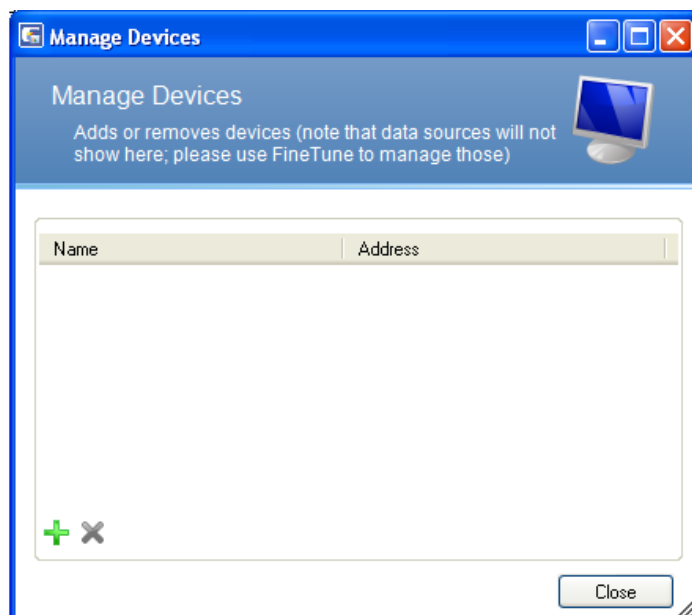 Manage Devices
Manage Devices
Adds or removes devices (note that data sources will not
show here; please use FineTune to manage those)
Name Address
Close